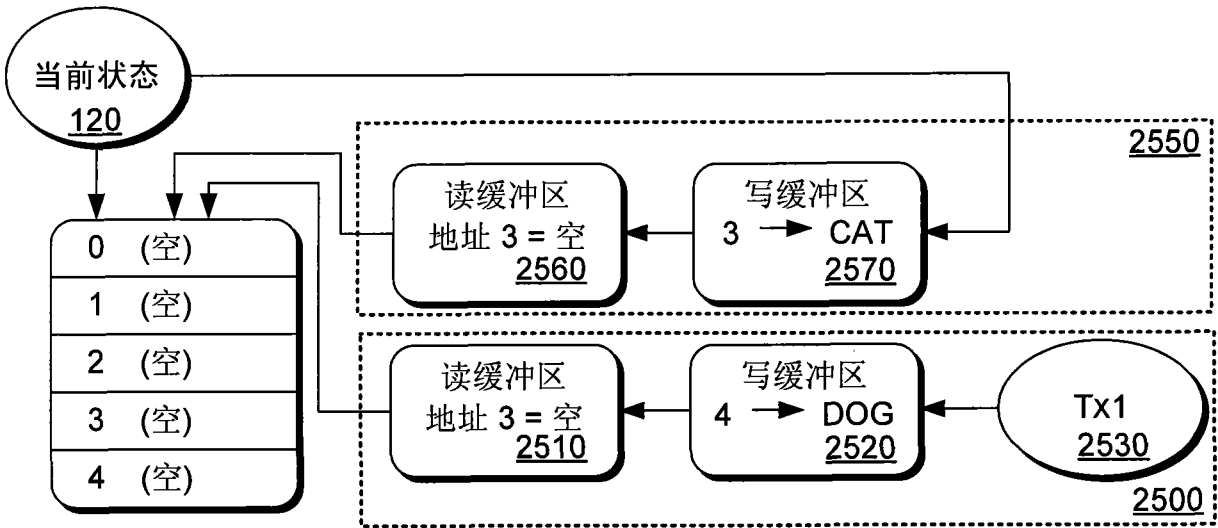 当前状态
120
0 (空)
1 (空)
2 (空)
3 (空)
4 (空)
2550
读缓冲区
地址 3 = 空
2560
写缓冲区
3 → CAT
2570
读缓冲区
地址 3 = 空
2510
写缓冲区
4 → DOG
2520
Tx1
2530
2500